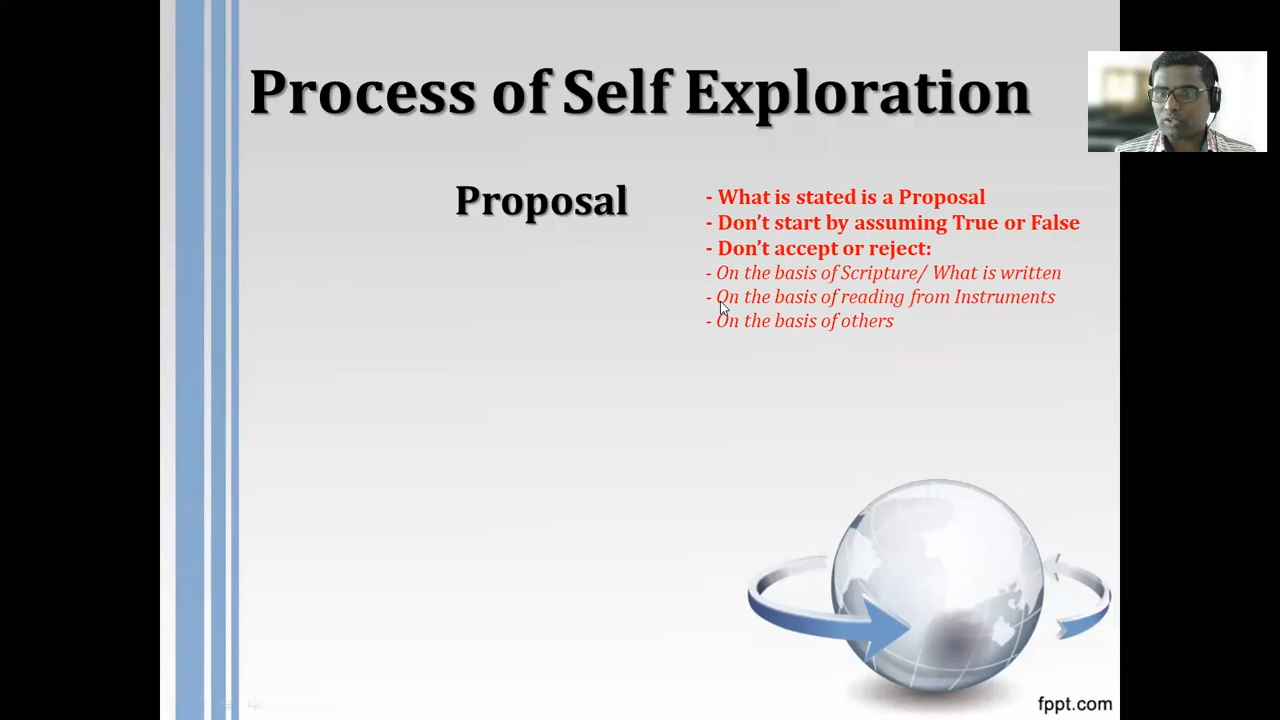 Process of Self Exploration
Proposal
- What is stated is a Proposal
- Don’t start by assuming True or False
- Don’t accept or reject:
- On the basis of Scripture/ What is written
- On the basis of reading from Instruments
- On the basis of others
fppt.com